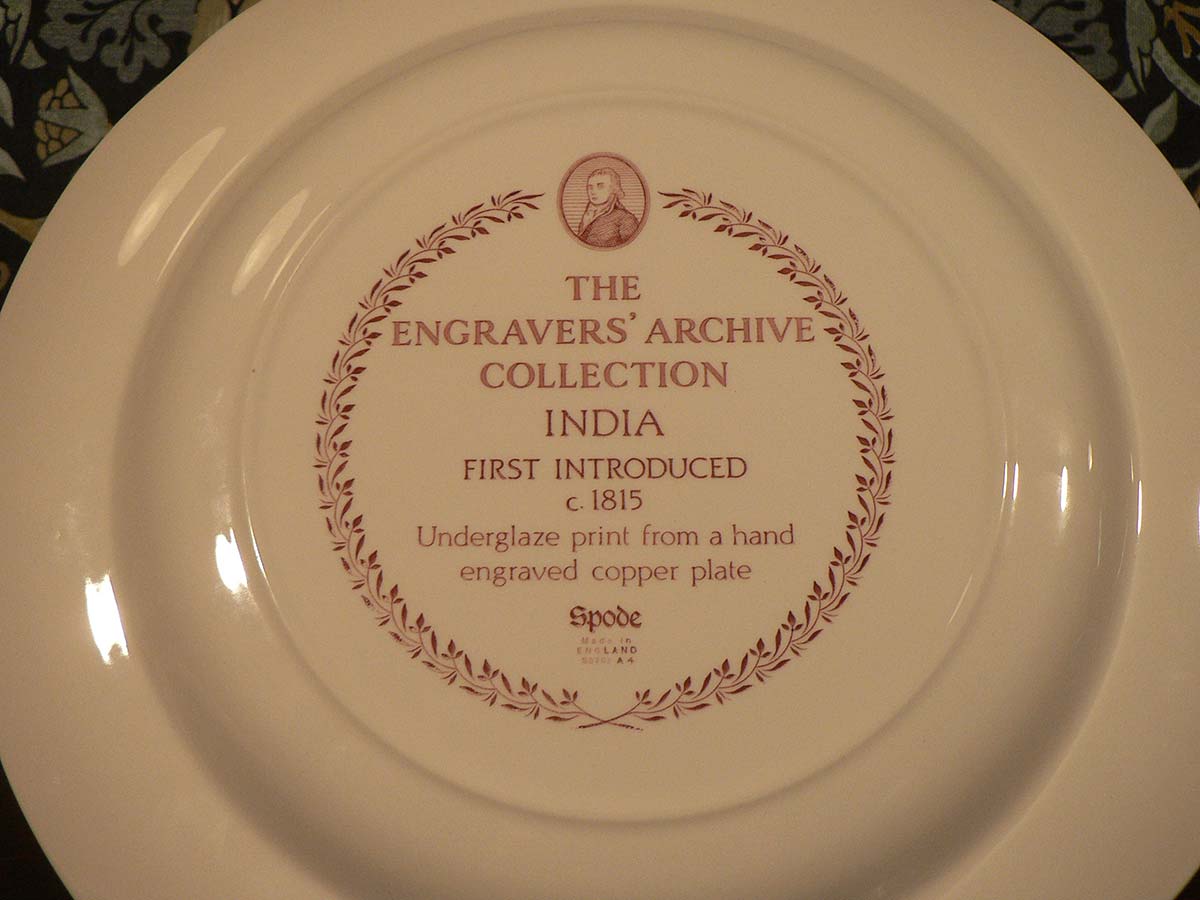 THE
ENGRAVERS' ARCHIVE
COLLECTION
INDIA
FIRST INTRODUCED
c. 1815
Underglaze print from a hand
engraved copper plate
Spode
Made in
ENGLAND
A 4